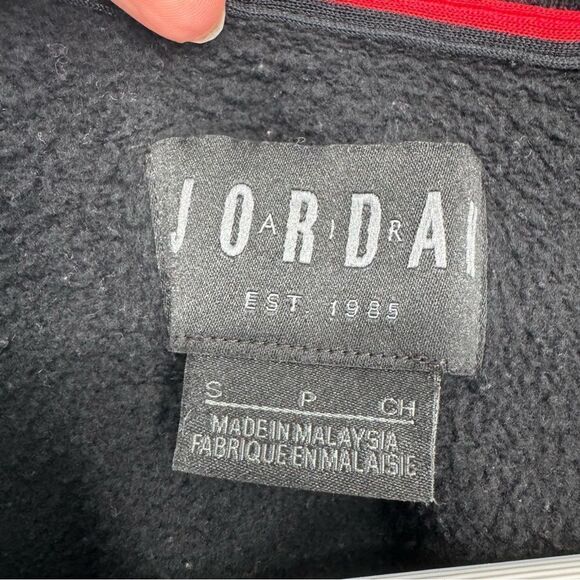 JORDAN
AIR
EST. 1985
S P CH
MADE IN MALAYSIA
FABRIQUE EN MALAISIE